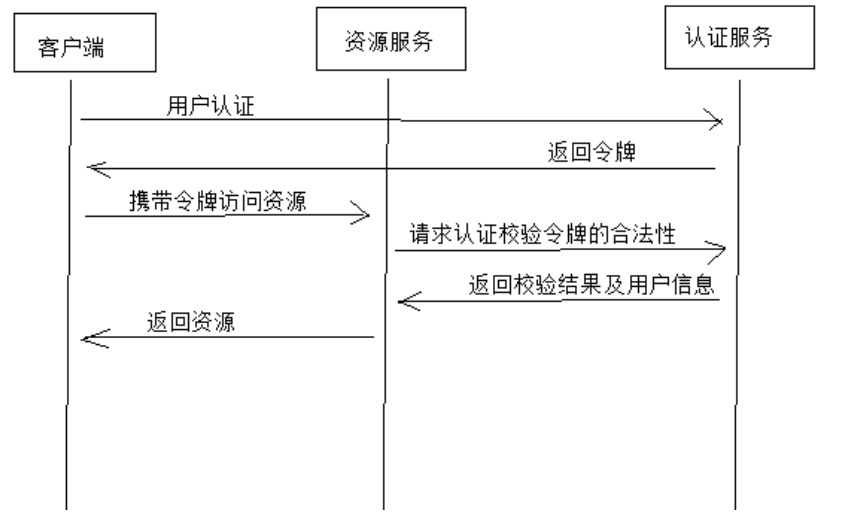 客户端
资源服务
认证服务
用户认证
返回令牌
携带令牌访问资源
请求认证校验令牌的合法性
返回校验结果及用户信息
返回资源